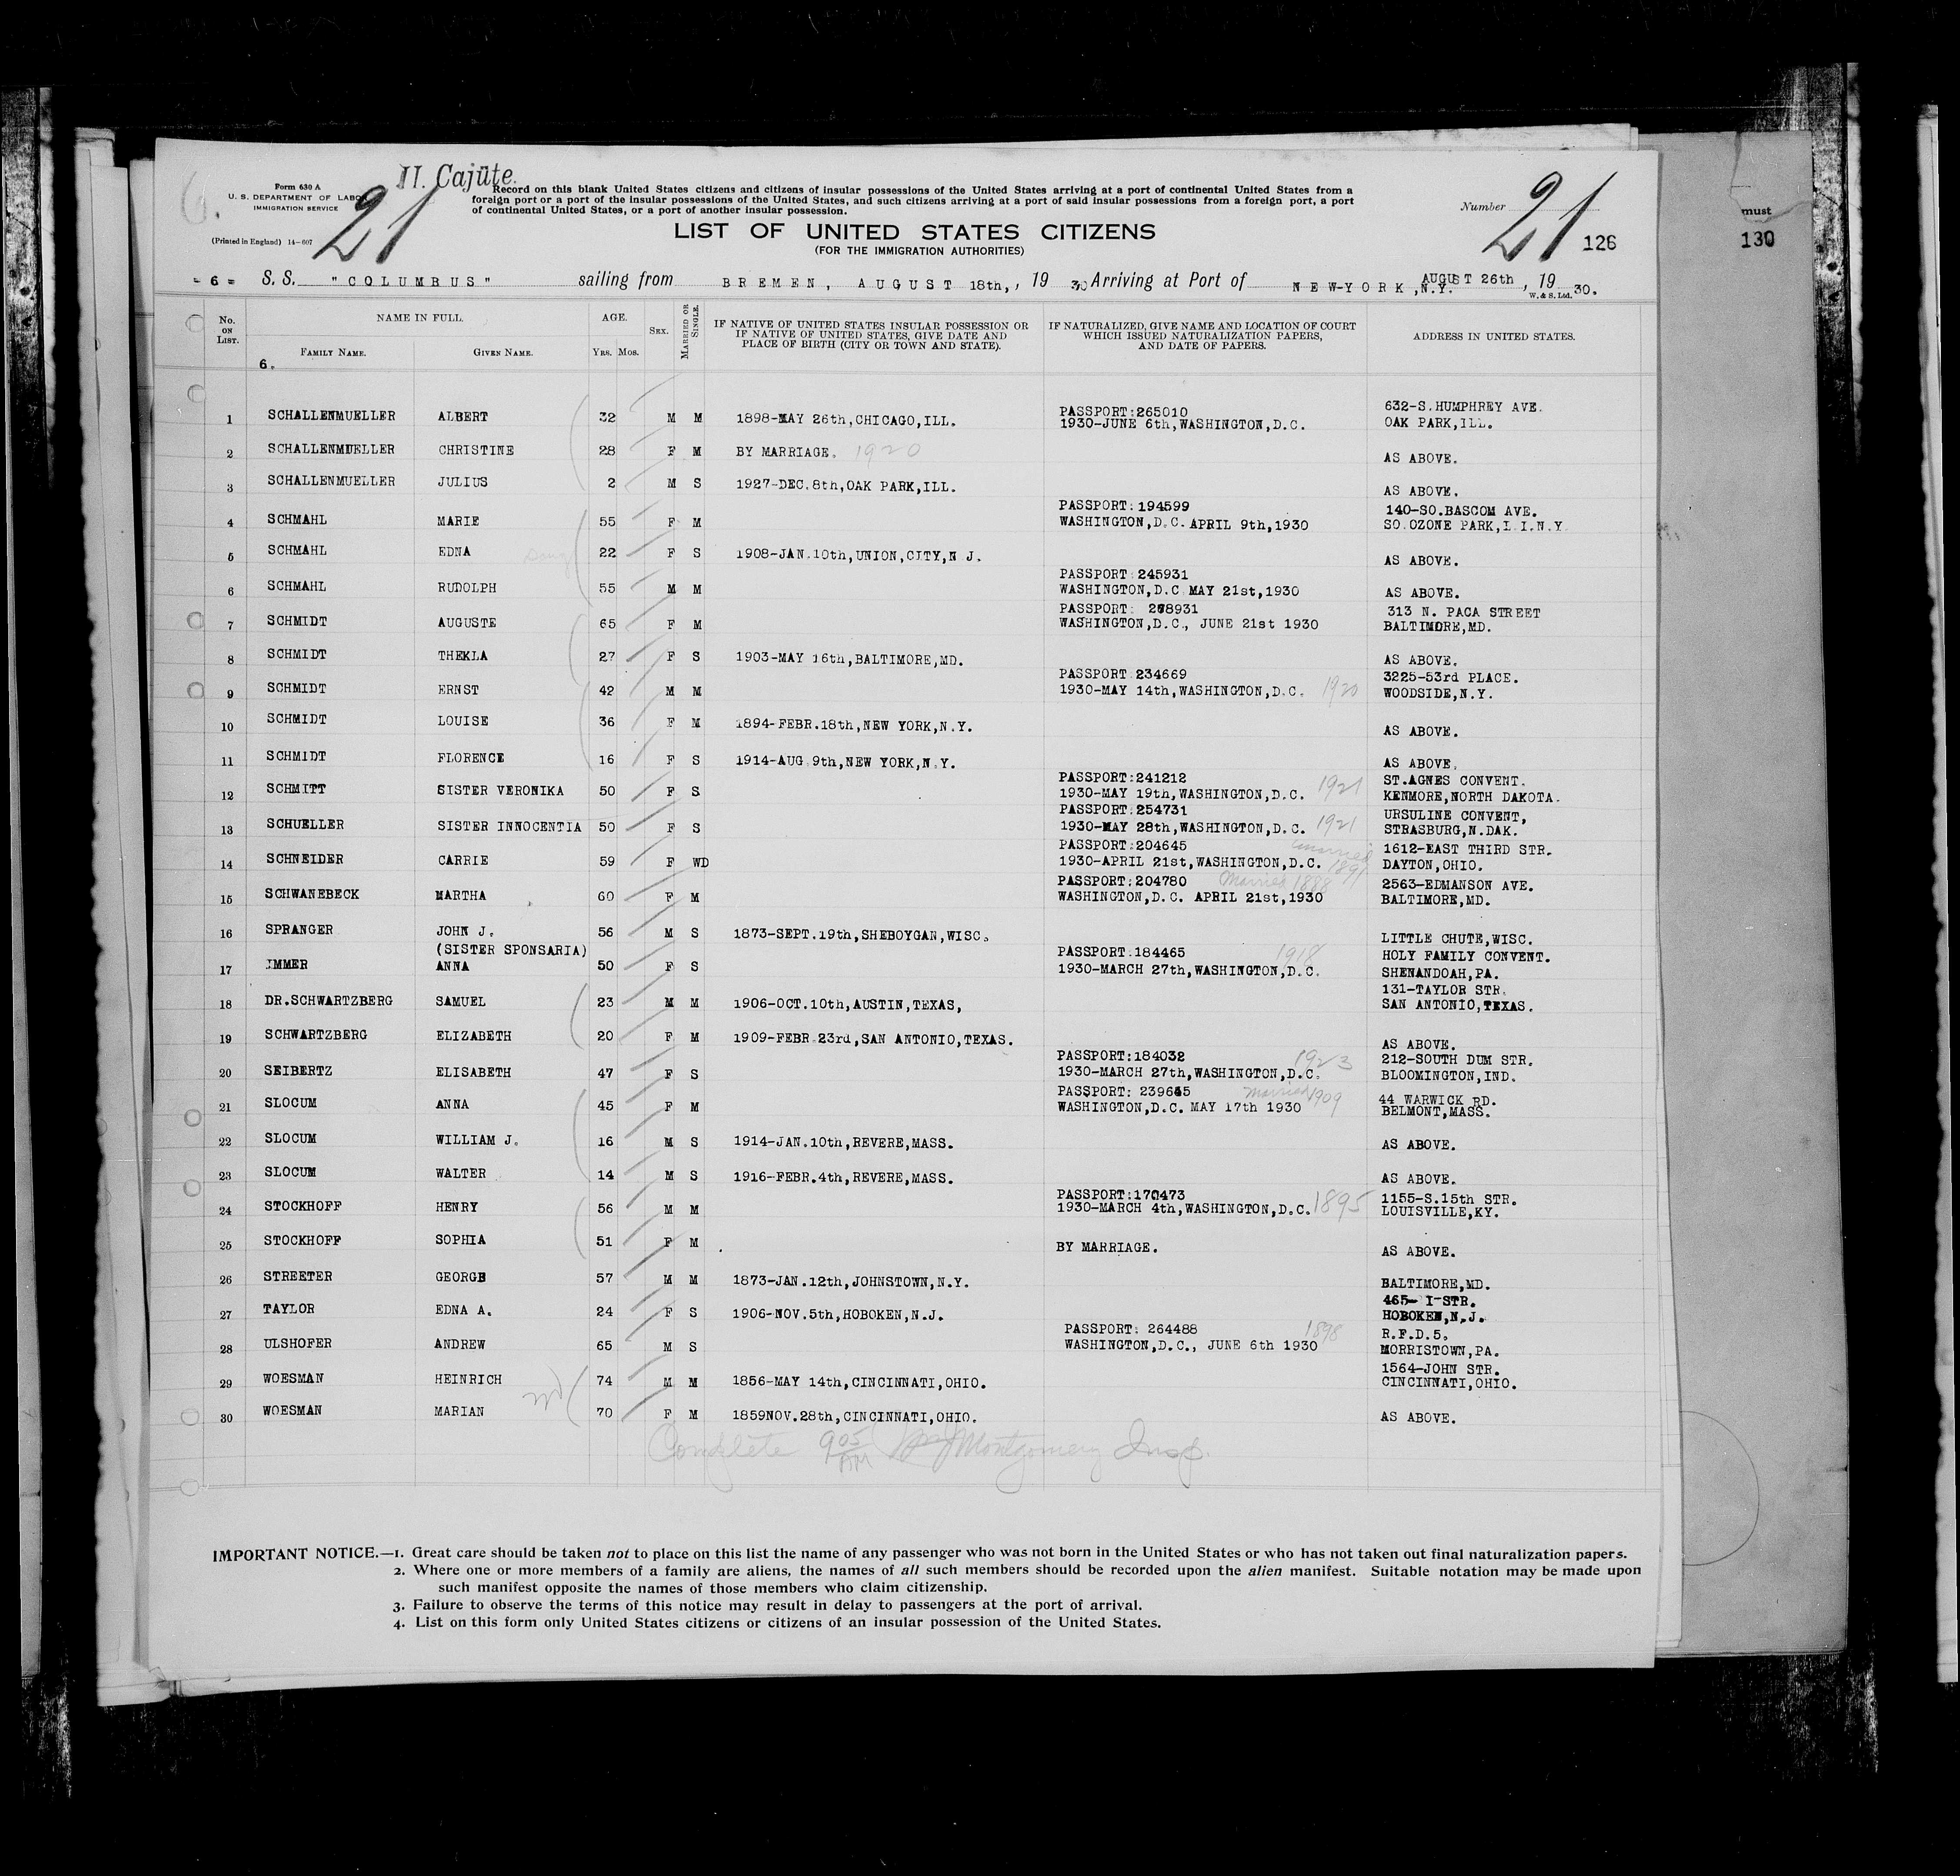 II. Cajüte.
Form 630 A
U. S. DEPARTMENT OF LABOR
IMMIGRATION SERVICE
(Printed in England) 14-607
21
Record on this blank United States citizens and citizens of insular possessions of the United States arriving at a port of continental United States from a
foreign port or a port of the insular possessions of the United States, and such citizens arriving at a port of said insular possessions from a foreign port, a port
of continental United States, or a port of another insular possession.
Number 21
126
must
130
LIST OF UNITED STATES CITIZENS
(FOR THE IMMIGRATION AUTHORITIES)
- 6 - S. S. "COLUMBUS" sailing from BREMEN, AUGUST 18th,, 19 30 Arriving at Port of NEW-YORK,N.Y. AUGUST 26th, 19 30.
W. & S. Ltd.
No. ON LIST. NAME IN FULL. FAMILY NAME. GIVEN NAME. AGE. YRS. MOS. SEX. MARRIED OR SINGLE. IF NATIVE OF UNITED STATES INSULAR POSSESSION OR IF NATIVE OF UNITED STATES, GIVE DATE AND PLACE OF BIRTH (CITY OR TOWN AND STATE). IF NATURALIZED, GIVE NAME AND LOCATION OF COURT WHICH ISSUED NATURALIZATION PAPERS, AND DATE OF PAPERS. ADDRESS IN UNITED STATES.
6.
1 SCHALLENMUELLER ALBERT 32 M M 1898-MAY 26th,CHICAGO,ILL. PASSPORT:265010 1930-JUNE 6th,WASHINGTON,D.C. 632-S.HUMPHREY AVE. OAK PARK,ILL.
2 SCHALLENMUELLER CHRISTINE 28 F M BY MARRIAGE. 1920 AS ABOVE.
3 SCHALLENMUELLER JULIUS 2 M S 1927-DEC.8th,OAK PARK,ILL. AS ABOVE.
4 SCHMAHL MARIE 55 F M PASSPORT:194599 WASHINGTON,D.C. APRIL 9th,1930 140-SO.BASCOM AVE. SO.OZONE PARK,L.I.N.Y.
5 SCHMAHL EDNA 22 F S 1908-JAN.10th,UNION,CITY,N J. AS ABOVE.
6 SCHMAHL RUDOLPH 55 M M PASSPORT:245931 WASHINGTON,D.C MAY 21st,1930 AS ABOVE.
7 SCHMIDT AUGUSTE 65 F M PASSPORT: 278931 WASHINGTON,D.C., JUNE 21st 1930 313 N. PACA STREET BALTIMORE,MD.
8 SCHMIDT THEKLA 27 F S 1903-MAY 16th,BALTIMORE,MD. AS ABOVE.
9 SCHMIDT ERNST 42 M M PASSPORT 234669 1930-MAY 14th,WASHINGTON,D.C. 1920 3225-53rd PLACE. WOODSIDE,N.Y.
10 SCHMIDT LOUISE 36 F M 1894-FEBR.18th,NEW YORK,N.Y. AS ABOVE.
11 SCHMIDT FLORENCE 16 F S 1914-AUG.9th,NEW YORK,N.Y. AS ABOVE.
12 SCHMITT SISTER VERONIKA 50 F S PASSPORT:241212 1930-MAY 19th,WASHINGTON,D.C. 1921 ST.AGNES CONVENT. KENMORE,NORTH DAKOTA.
13 SCHUELLER SISTER INNOCENTIA 50 F S PASSPORT:254731 1930-MAY 28th,WASHINGTON,D.C. 1921 URSULINE CONVENT, STRASBURG,N.DAK.
14 SCHNEIDER CARRIE 59 F WD PASSPORT:204645 1930-APRIL 21st,WASHINGTON,D.C. married 1891 1612-EAST THIRD STR. DAYTON,OHIO.
15 SCHWANEBECK MARTHA 60 F M PASSPORT:204780 married 1888 WASHINGTON,D.C. APRIL 21st,1930 2563-EDMANSON AVE. BALTIMORE,MD.
16 SPRANGER JOHN J. 56 M S 1873-SEPT.19th,SHEBOYGAN,WISC. LITTLE CHUTE,WISC.
17 IMMER (SISTER SPONSARIA) ANNA 50 F S PASSPORT:184465 1918 1930-MARCH 27th,WASHINGTON,D.C. HOLY FAMILY CONVENT. SHENANDOAH,PA.
18 DR.SCHWARTZBERG SAMUEL 23 M M 1906-OCT.10th,AUSTIN,TEXAS, 131-TAYLOR STR. SAN ANTONIO,TEXAS.
19 SCHWARTZBERG ELIZABETH 20 F M 1909-FEBR.23rd,SAN ANTONIO,TEXAS. AS ABOVE.
20 SEIBERTZ ELISABETH 47 F S PASSPORT:184032 1923 1930-MARCH 27th,WASHINGTON,D.C. 212-SOUTH DUM STR. BLOOMINGTON,IND.
21 SLOCUM ANNA 45 F M PASSPORT: 239645 married 1909 WASHINGTON,D.C. MAY 17th 1930 44 WARWICK RD. BELMONT,MASS.
22 SLOCUM WILLIAM J. 16 M S 1914-JAN.10th,REVERE,MASS. AS ABOVE.
23 SLOCUM WALTER 14 M S 1916-FEBR.4th,REVERE,MASS. AS ABOVE.
24 STOCKHOFF HENRY 56 M M PASSPORT:170473 1930-MARCH 4th,WASHINGTON,D.C. 1895 1155-S.15th STR. LOUISVILLE,KY.
25 STOCKHOFF SOPHIA 51 F M BY MARRIAGE. AS ABOVE.
26 STREETER GEORGE 57 M M 1873-JAN.12th,JOHNSTOWN,N.Y. BALTIMORE,MD.
27 TAYLOR EDNA A. 24 F S 1906-NOV.5th,HOBOKEN,N.J. 465- I-STR. HOBOKEN,N.J.
28 ULSHOFER ANDREW 65 M S PASSPORT: 264488 1898 WASHINGTON,D.C., JUNE 6th 1930 R.F.D.5. MORRISTOWN,PA.
29 WOESMAN HEINRICH 74 M M 1856-MAY 14th,CINCINNATI,OHIO. 1564-JOHN STR. CINCINNATI,OHIO.
30 WOESMAN MARIAN 70 F M 1859NOV.28th,CINCINNATI,OHIO. AS ABOVE.
Complete 905 AM Montgomery Insp.
IMPORTANT NOTICE.—1. Great care should be taken not to place on this list the name of any passenger who was not born in the United States or who has not taken out final naturalization papers.
2. Where one or more members of a family are aliens, the names of all such members should be recorded upon the alien manifest. Suitable notation may be made upon
such manifest opposite the names of those members who claim citizenship.
3. Failure to observe the terms of this notice may result in delay to passengers at the port of arrival.
4. List on this form only United States citizens or citizens of an insular possession of the United States.